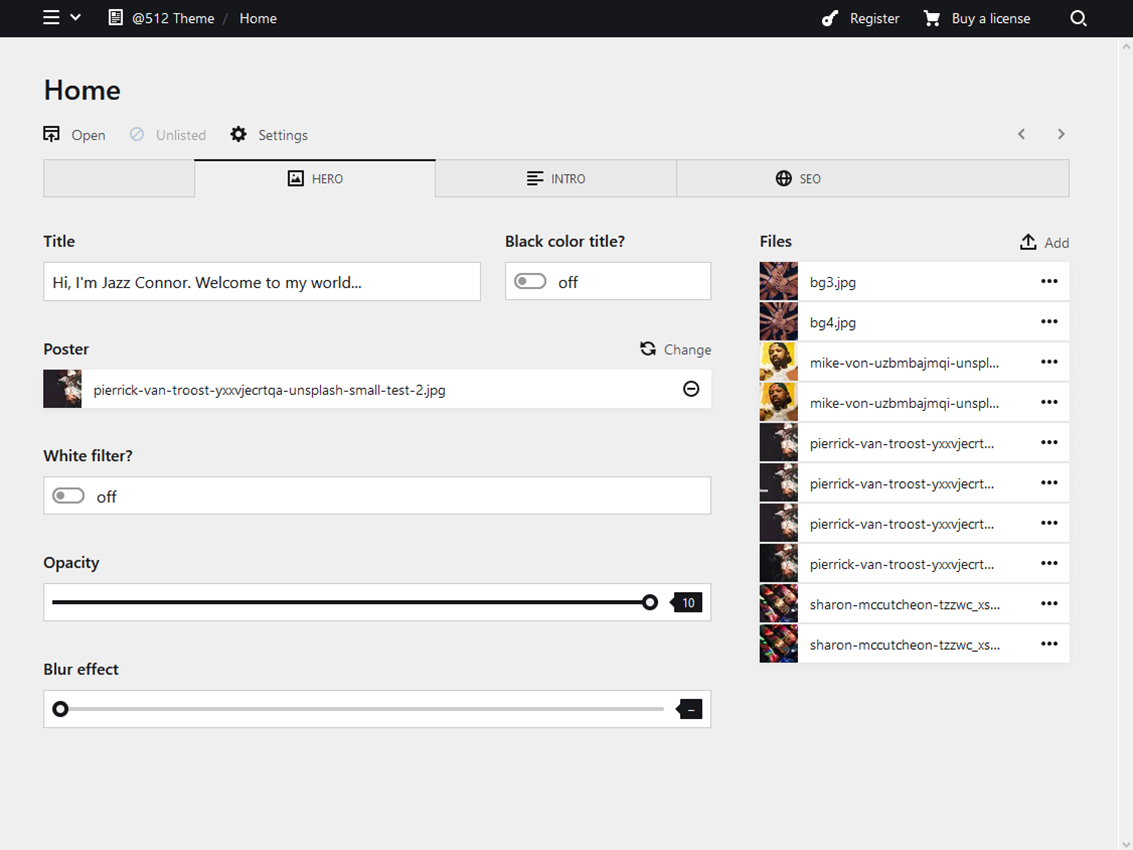 @512 Theme / Home
Register
Buy a license
Home
Open
Unlisted
Settings
HERO
INTRO
SEO
Title
Hi, I'm Jazz Connor. Welcome to my world...
Black color title?
off
Poster
Change
pierrick-van-troost-yxxvjecrtqa-unsplash-small-test-2.jpg
White filter?
off
Opacity
10
Blur effect
–
Files
Add
bg3.jpg
bg4.jpg
mike-von-uzbmbajmqi-unspl...
mike-von-uzbmbajmqi-unspl...
pierrick-van-troost-yxxvjecrt...
pierrick-van-troost-yxxvjecrt...
pierrick-van-troost-yxxvjecrt...
pierrick-van-troost-yxxvjecrt...
sharon-mccutcheon-tzzwc_xs...
sharon-mccutcheon-tzzwc_xs...